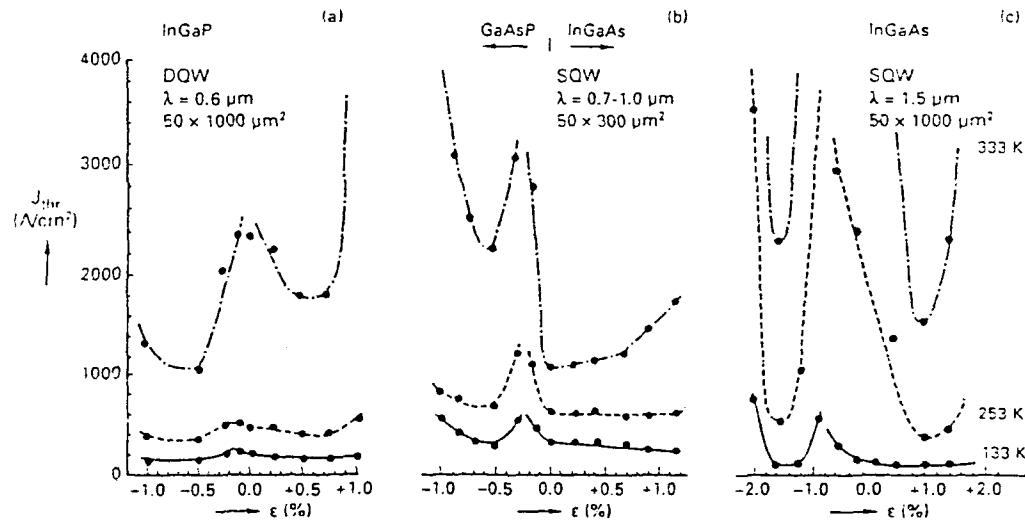 (a)
InGaP
DQW
λ = 0.6 μm
50 x 1000 μm²
(b)
GaAsP | InGaAs
SQW
λ = 0.7-1.0 μm
50 x 300 μm²
(c)
InGaAs
SQW
λ = 1.5 μm
50 x 1000 μm²
333 K
253 K
133 K
J_thr
(A/cm²)
4000
3000
2000
1000
0
-1.0 -0.5 0.0 +0.5 +1.0
ε (%)
-1.0 -0.5 0.0 +0.5 +1.0
ε (%)
-2.0 -1.0 0.0 +1.0 +2.0
ε (%)